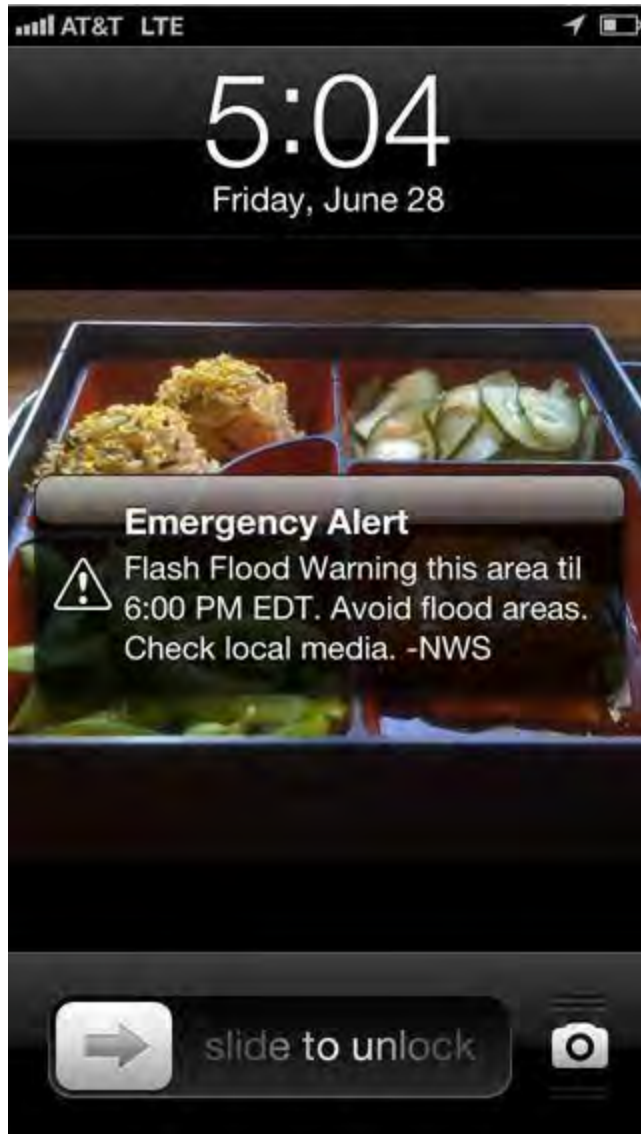 AT&T LTE
5:04
Friday, June 28
Emergency Alert
Flash Flood Warning this area til
6:00 PM EDT. Avoid flood areas.
Check local media. -NWS
slide to unlock